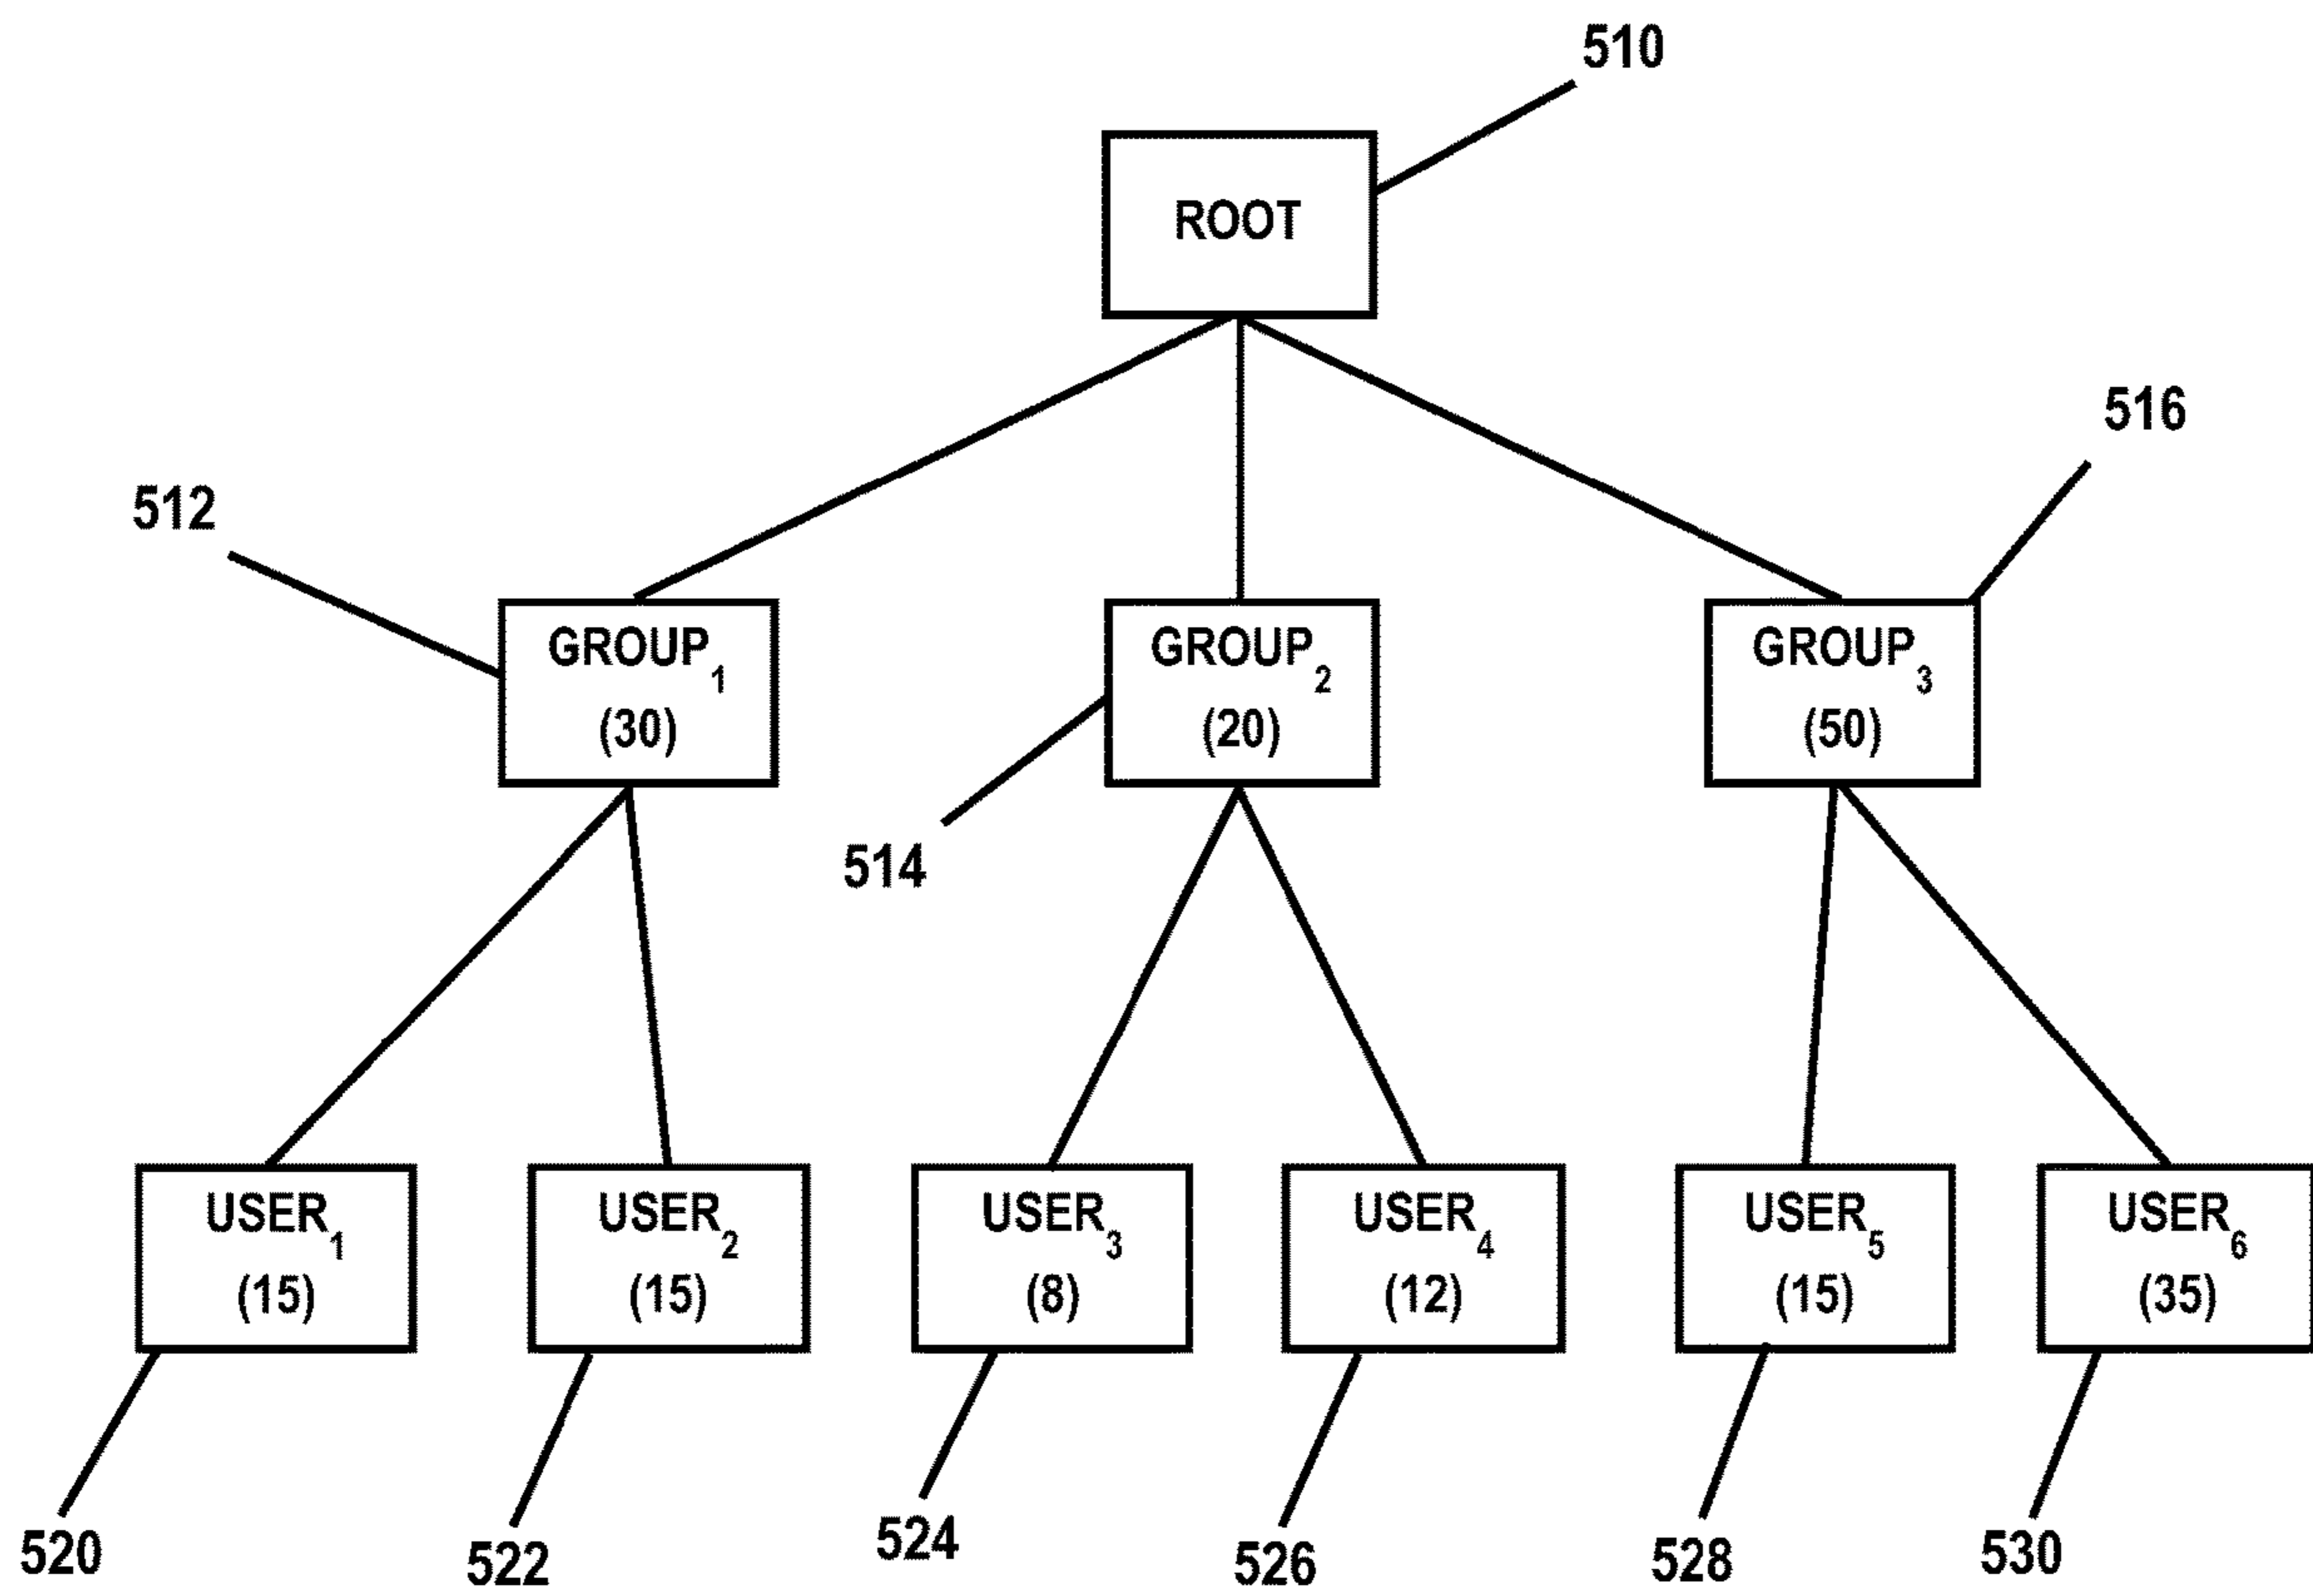 510
ROOT
516
512
GROUP1
(30)
GROUP2
(20)
GROUP3
(50)
514
USER1
(15)
USER2
(15)
USER3
(8)
USER4
(12)
USER5
(15)
USER6
(35)
520
522
524
526
528
530